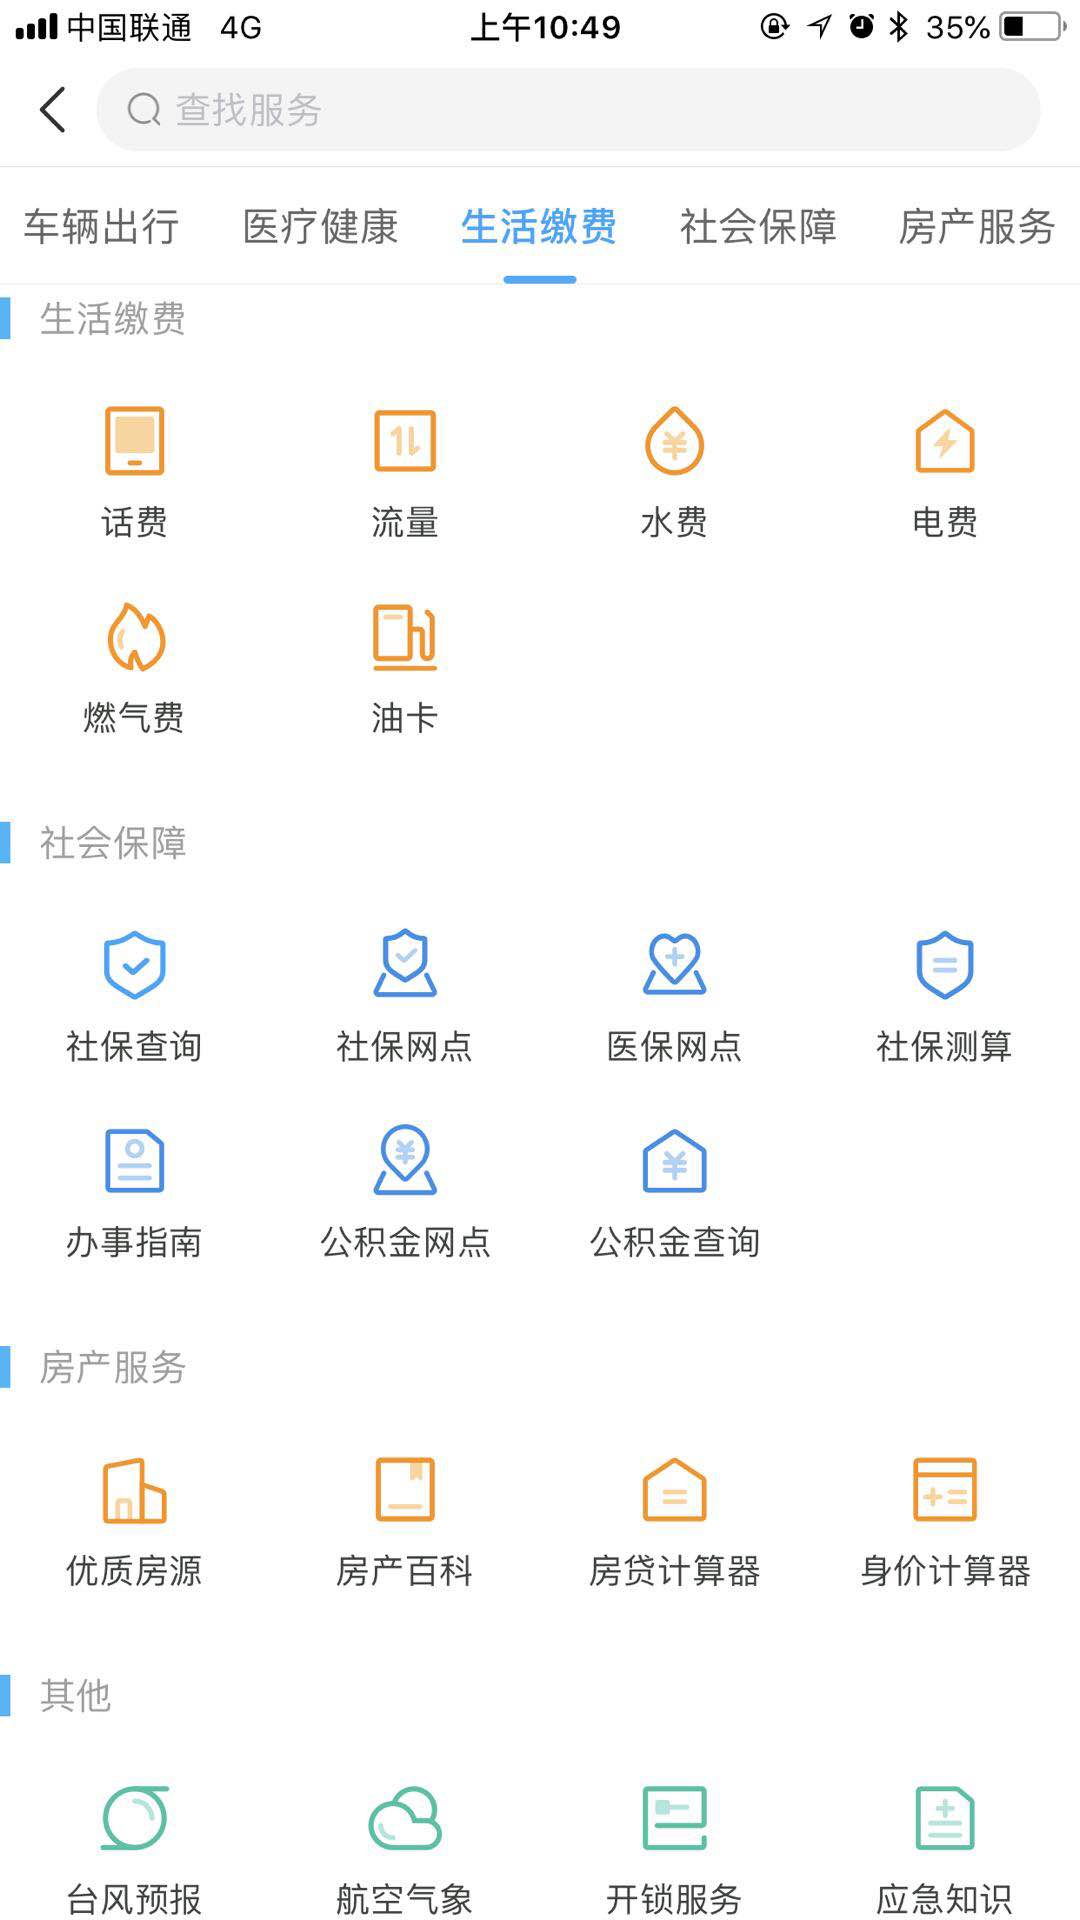 中国联通 4G 上午10:49 35%
查找服务
车辆出行 医疗健康 生活缴费 社会保障 房产服务
生活缴费
话费 流量 水费 电费
燃气费 油卡
社会保障
社保查询 社保网点 医保网点 社保测算
办事指南 公积金网点 公积金查询
房产服务
优质房源 房产百科 房贷计算器 身价计算器
其他
台风预报 航空气象 开锁服务 应急知识